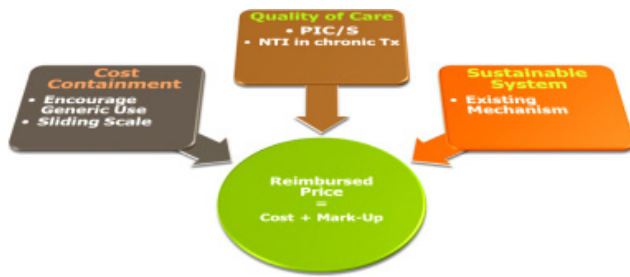 Quality of Care
• PIC/S
• NTI in chronic Tx
Cost
Containment
• Encourage
Generic Use
• Sliding Scale
Sustainable
System
• Existing
Mechanism
Reimbursed
Price
=
Cost + Mark-Up